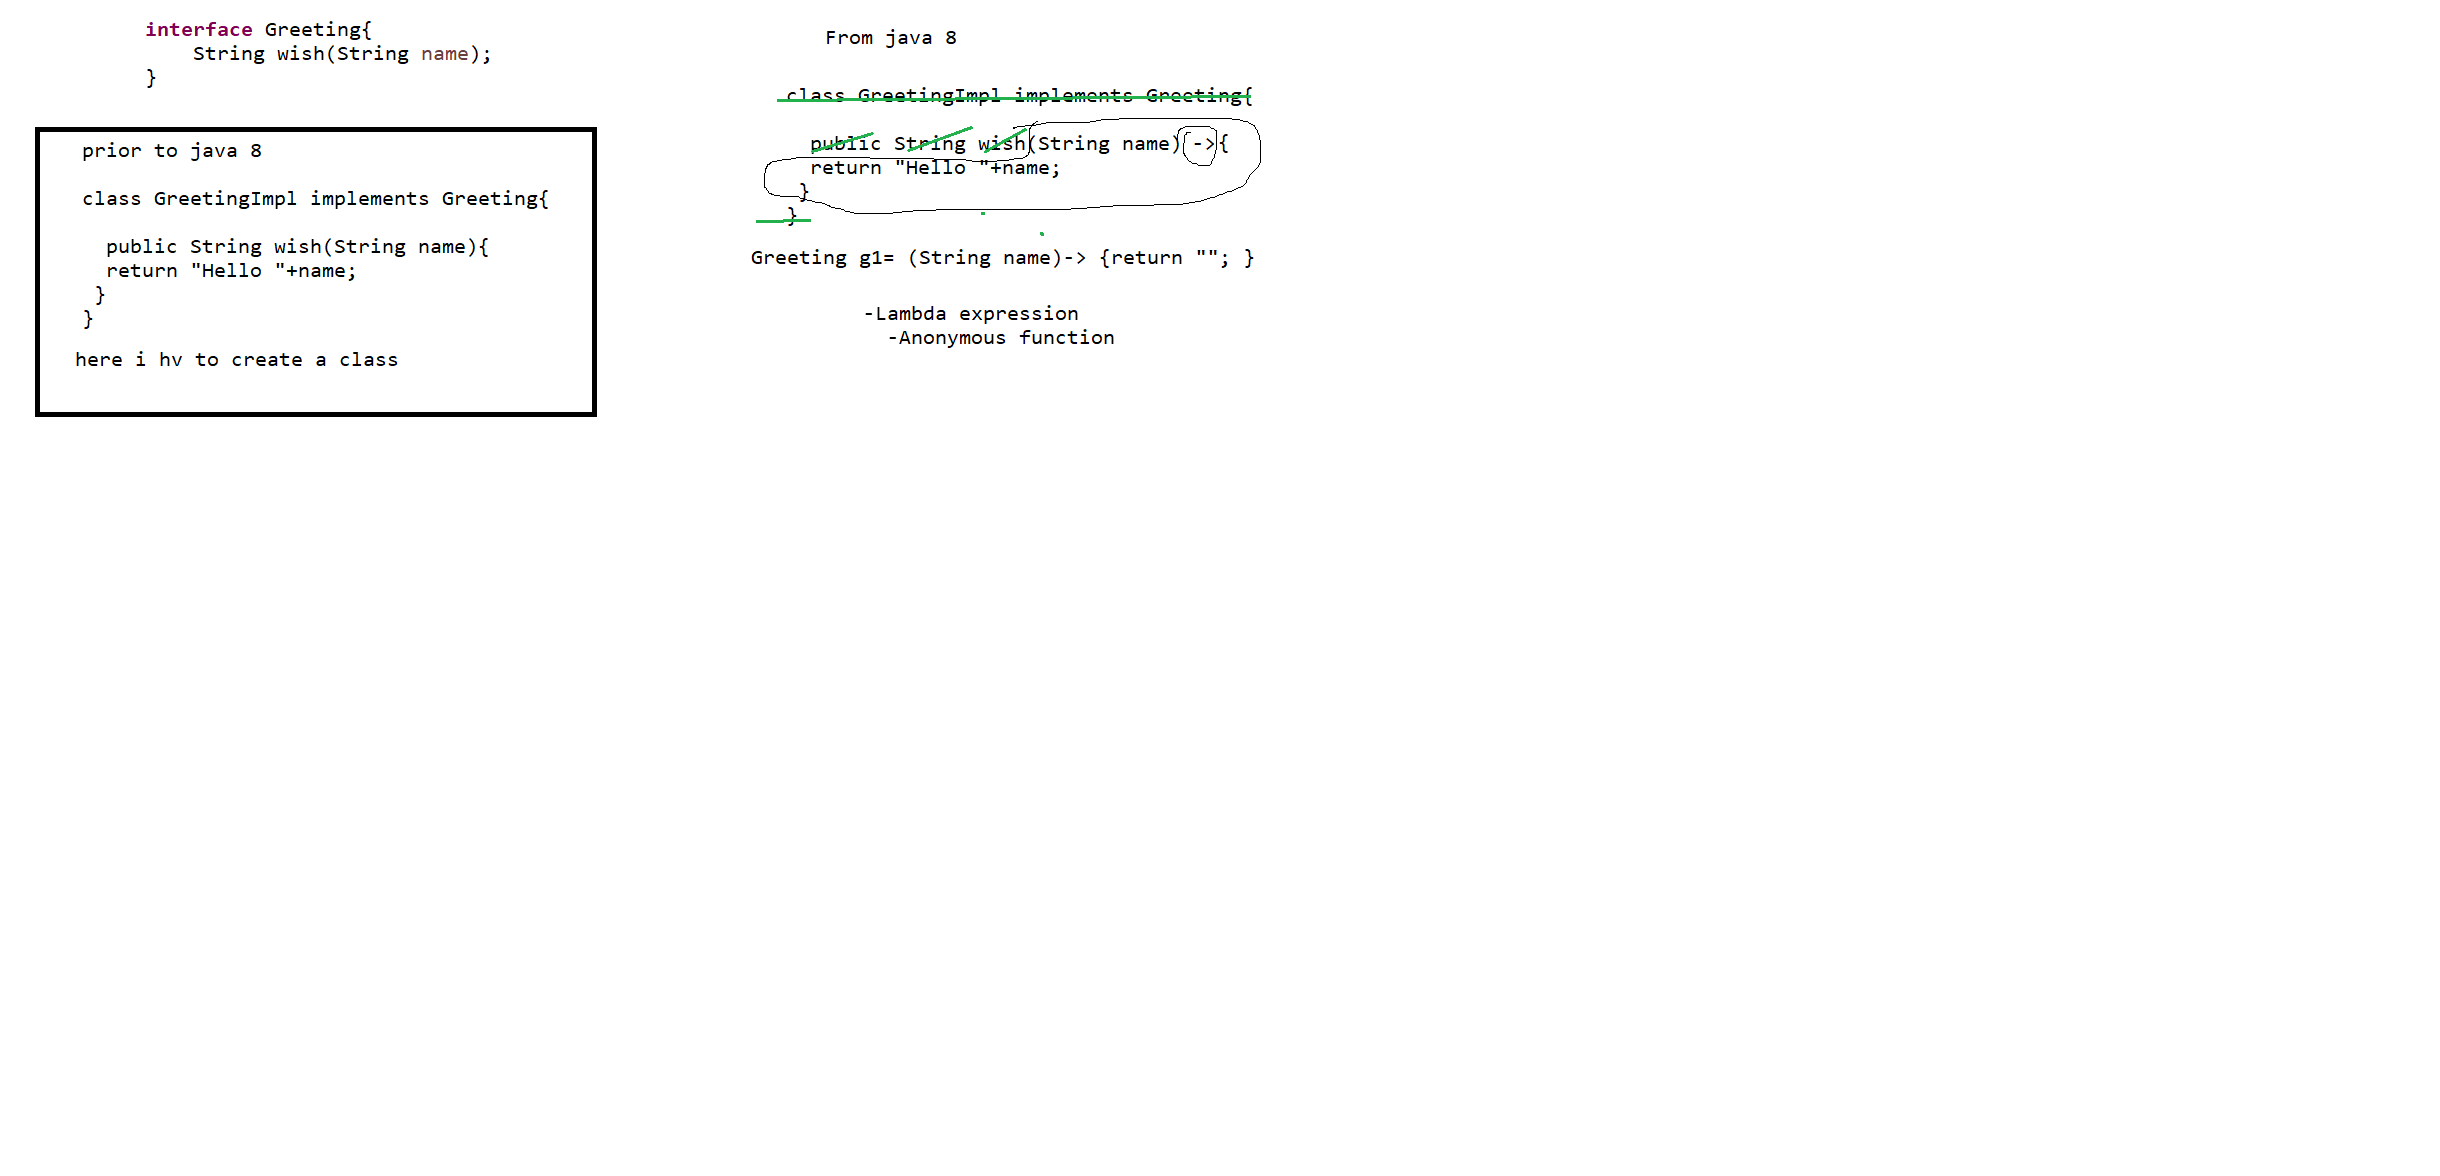 interface Greeting{
String wish(String name);
}
prior to java 8
class GreetingImpl implements Greeting{
public String wish(String name){
return "Hello "+name;
}
}
here i hv to create a class
From java 8
class GreetingImpl implements Greeting{
public String wish(String name) ->{
return "Hello "+name;
}
}
Greeting g1= (String name)-> {return ""; }
-Lambda expression
-Anonymous function